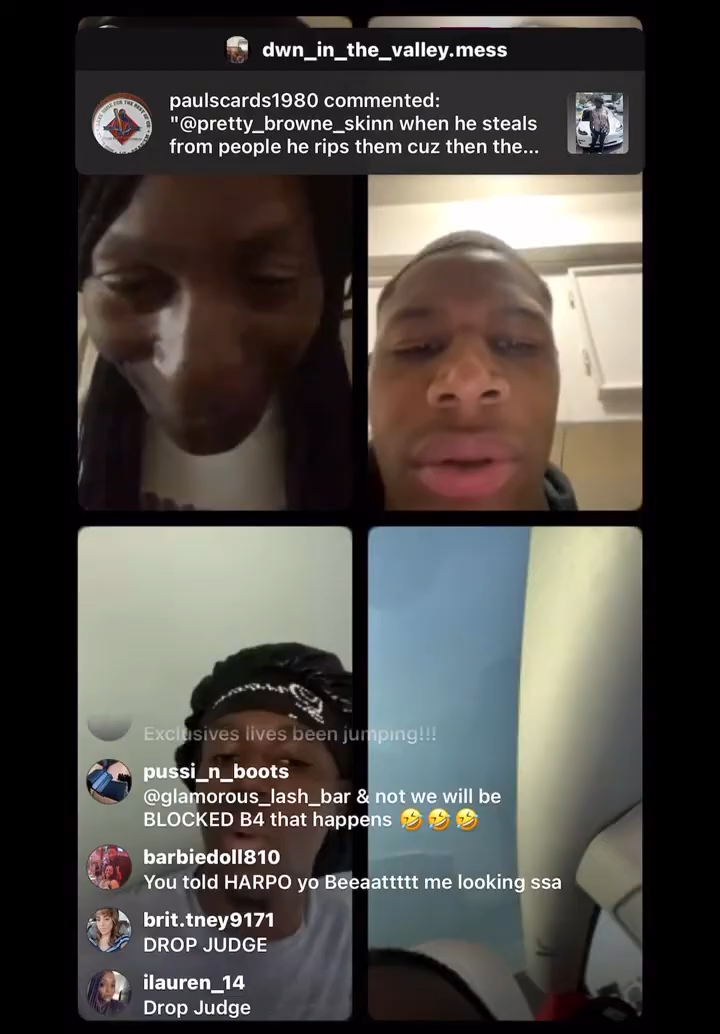 dwn_in_the_valley.mess
paulscards1980 commented:
"@pretty_browne_skinn when he steals
from people he rips them cuz then the...
Exclusives lives been jumping!!!
pussi_n_boots
@glamorous_lash_bar & not we will be
BLOCKED B4 that happens 🤣🤣🤣
barbiedoll810
You told HARPO yo Beeaattttt me looking ssa
brit.tney9171
DROP JUDGE
ilauren_14
Drop Judge